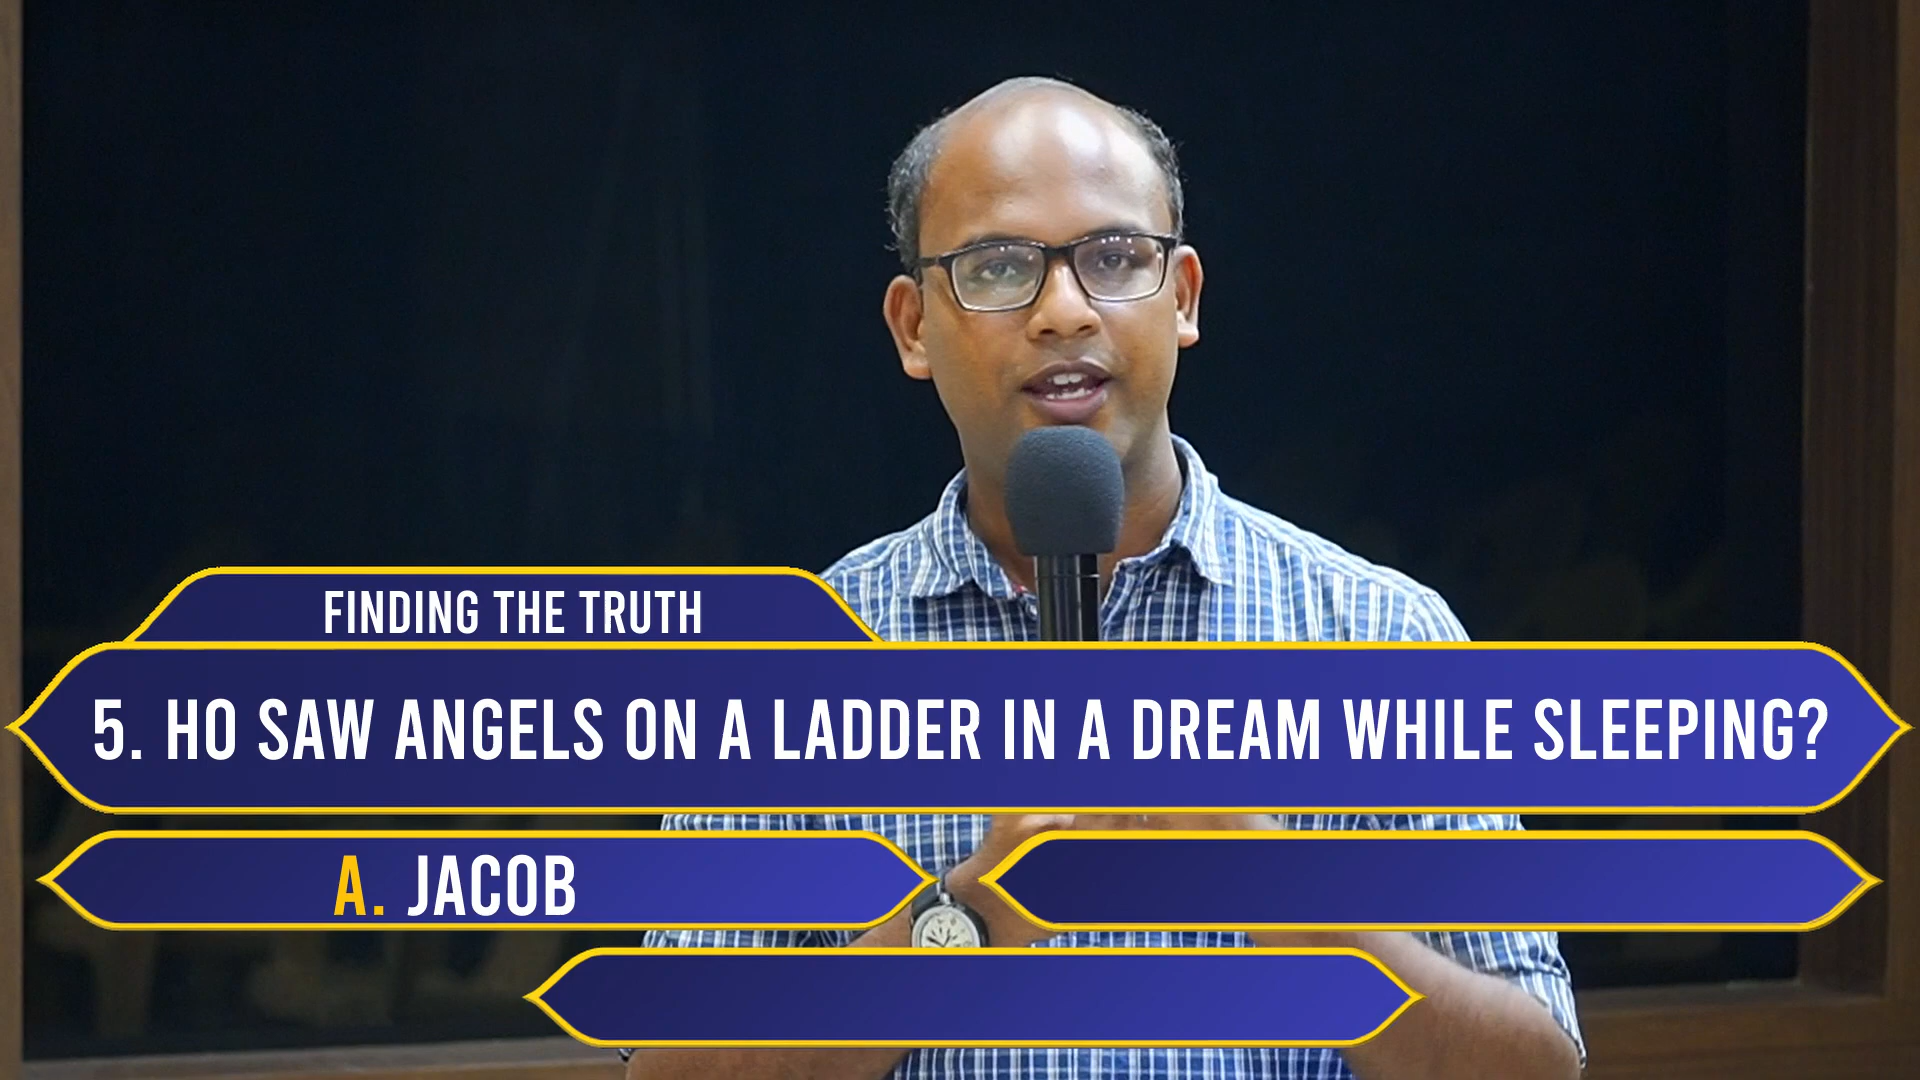 FINDING THE TRUTH
5. HO SAW ANGELS ON A LADDER IN A DREAM WHILE SLEEPING?
A. JACOB